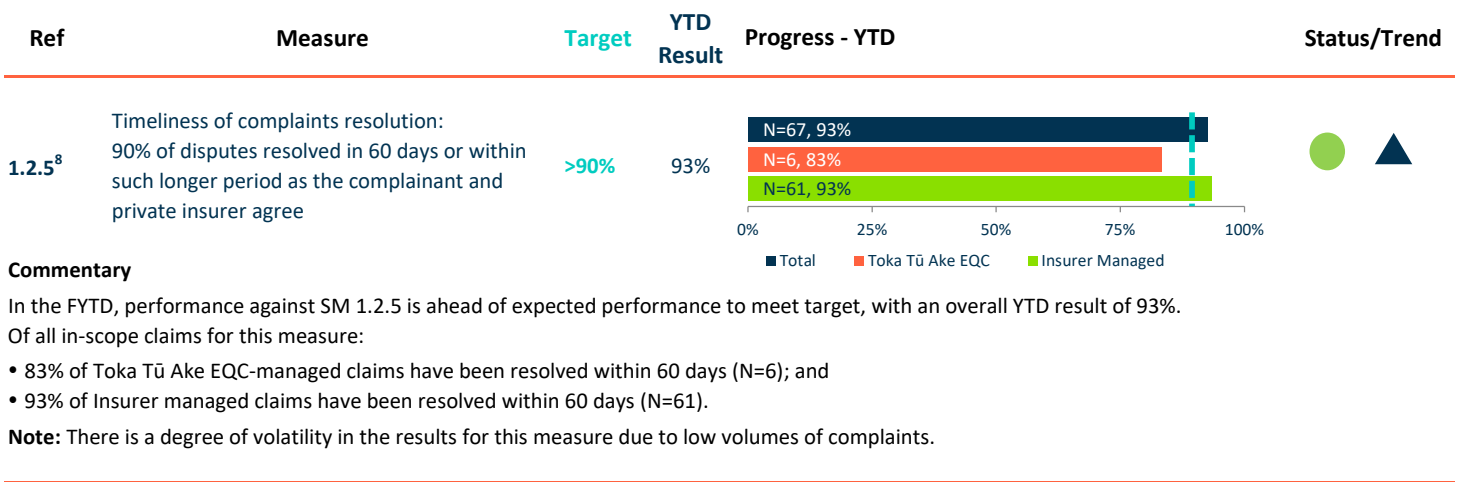 Ref Measure Target YTD Result Progress - YTD Status/Trend
1.2.5⁸
Timeliness of complaints resolution:
90% of disputes resolved in 60 days or within
such longer period as the complainant and
private insurer agree
>90%
93%
N=67, 93%
N=6, 83%
N=61, 93%
0% 25% 50% 75% 100%
Total Toka Tū Ake EQC Insurer Managed
Commentary
In the FYTD, performance against SM 1.2.5 is ahead of expected performance to meet target, with an overall YTD result of 93%.
Of all in-scope claims for this measure:
• 83% of Toka Tū Ake EQC-managed claims have been resolved within 60 days (N=6); and
• 93% of Insurer managed claims have been resolved within 60 days (N=61).
Note: There is a degree of volatility in the results for this measure due to low volumes of complaints.